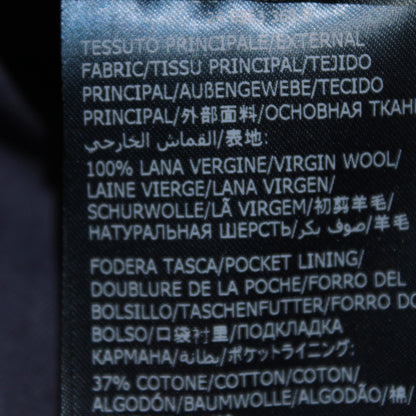 TESSUTO PRINCIPALE/EXTERNAL
FABRIC/TISSU PRINCIPAL/TEJIDO
PRINCIPAL/AUßENGEWEBE/TECIDO
PRINCIPAL/外部面料/ОСНОВНАЯ ТКАН
القماش الخارجي/表地:
100% LANA VERGINE/VIRGIN WOOL/
LAINE VIERGE/LANA VIRGEN/
SCHURWOLLE/LÃ VIRGEM/初剪羊毛/
НАТУРАЛЬНАЯ ШЕРСТЬ/صوف بكر/羊毛
FODERA TASCA/POCKET LINING/
DOUBLURE DE LA POCHE/FORRO DEL
BOLSILLO/TASCHENFUTTER/FORRO DO
BOLSO/口袋衬里/ПОДКЛАДКА
КАРМАНА/بطانة/ポケットライニング:
37% COTONE/COTTON/COTON/
ALGODÓN/BAUMWOLLE/ALGODÃO/棉/